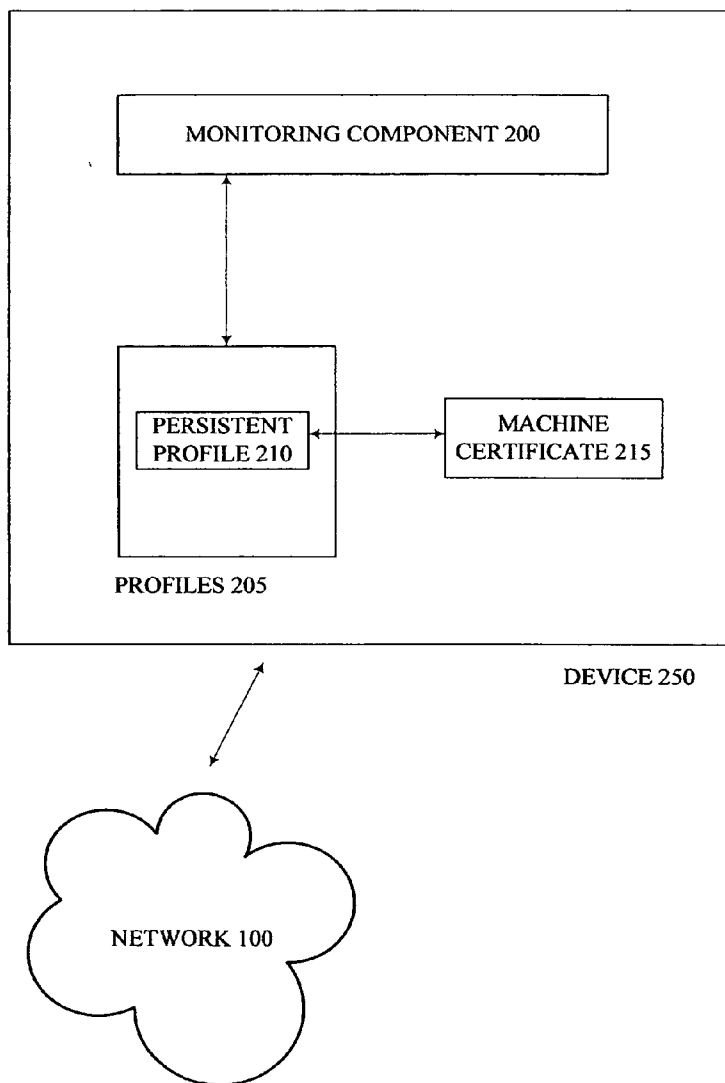 MONITORING COMPONENT 200
PERSISTENT
PROFILE 210
MACHINE
CERTIFICATE 215
PROFILES 205
DEVICE 250
NETWORK 100